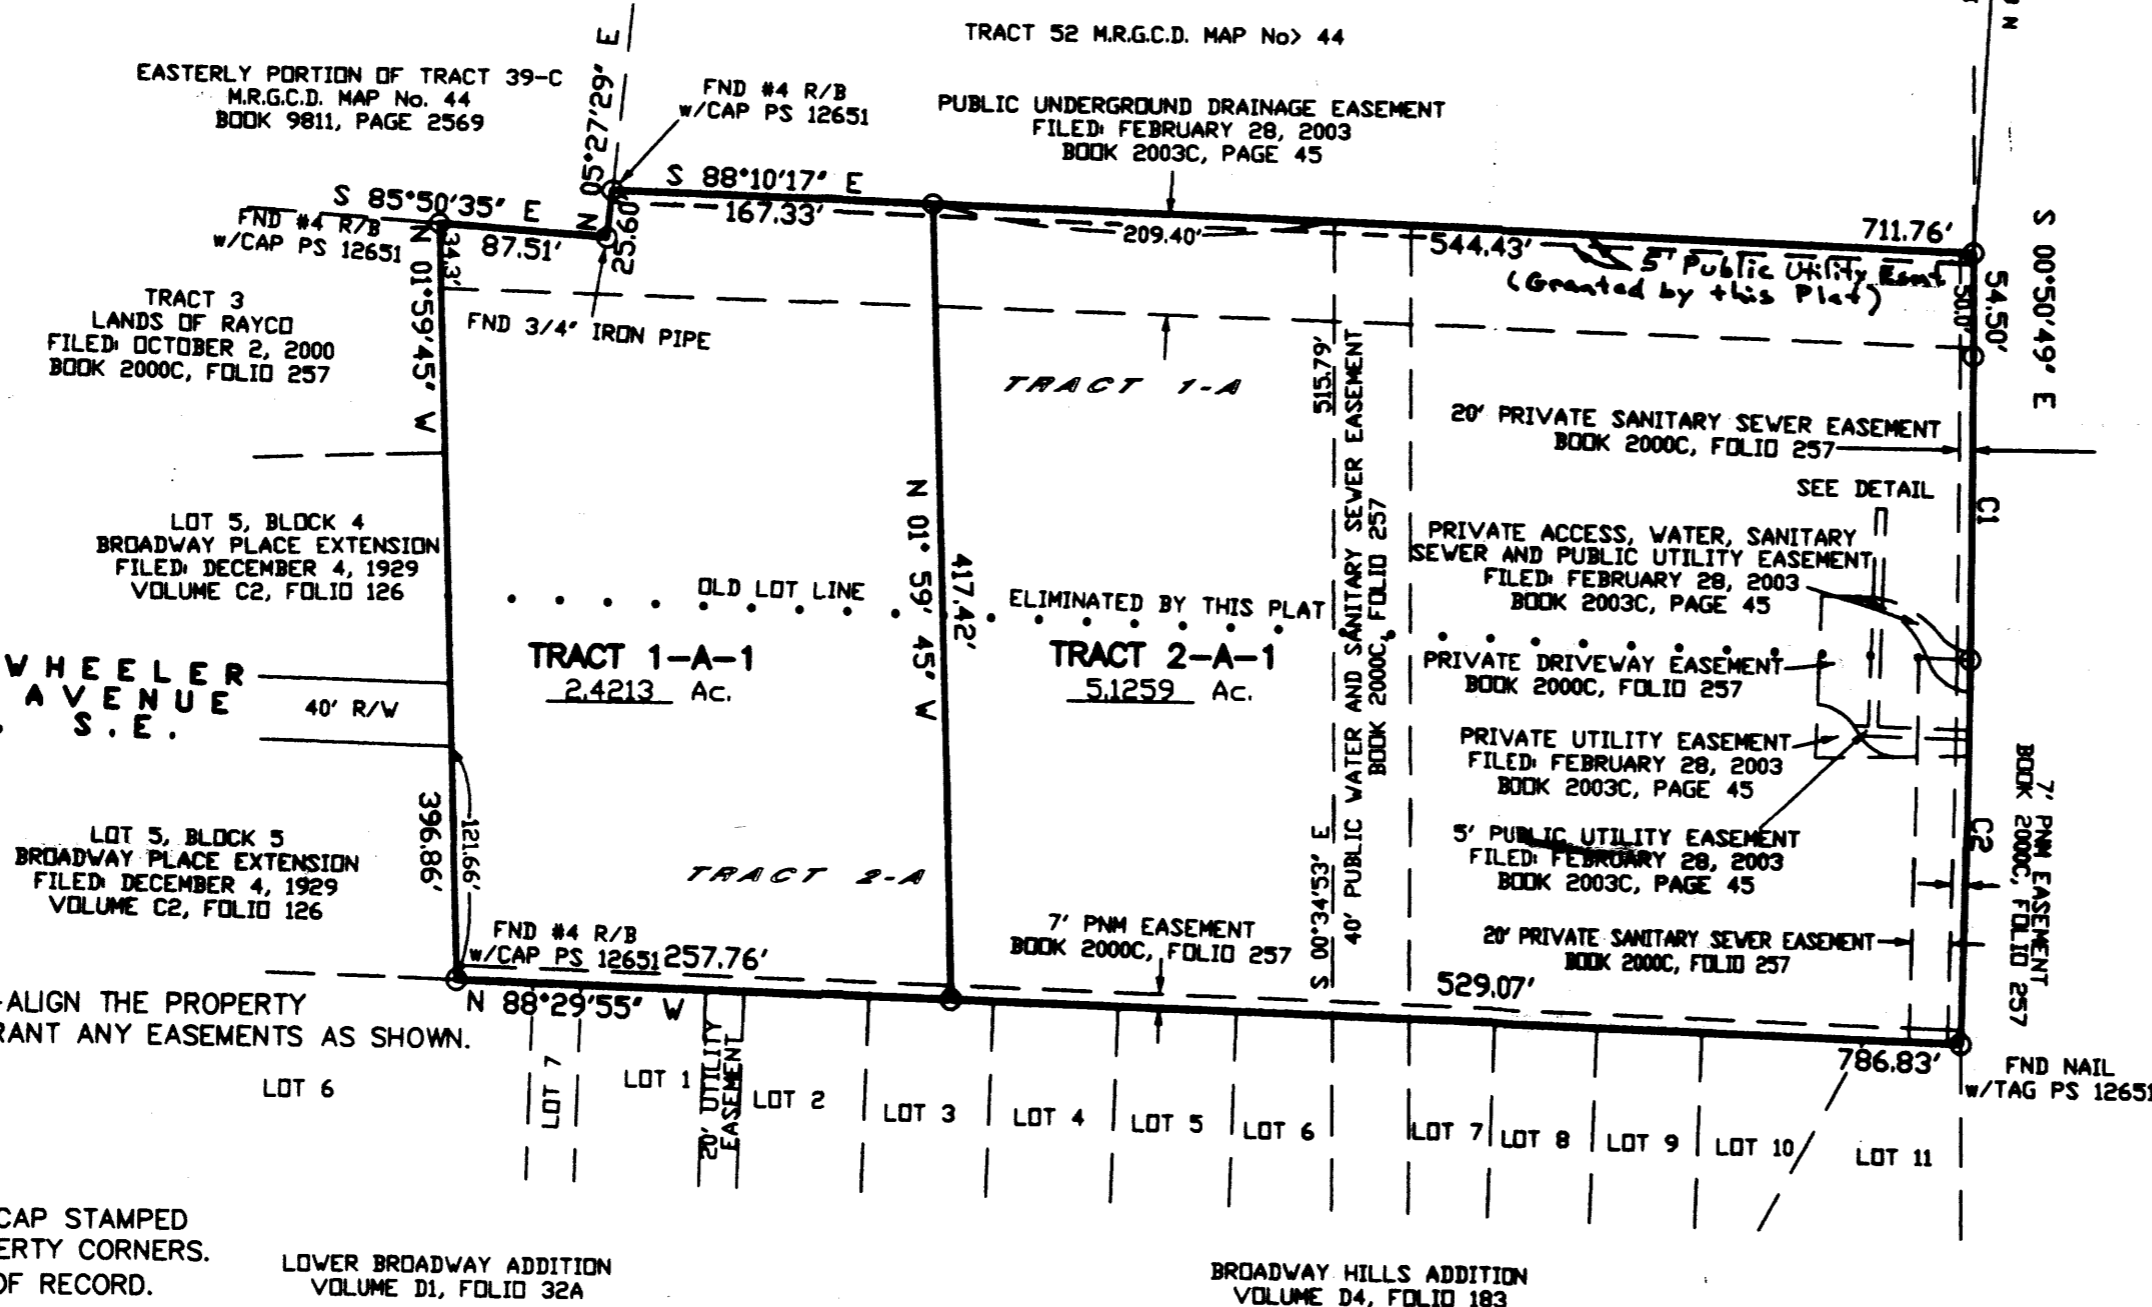 TRACT 52 M.R.G.C.D. MAP No> 44
N
EASTERLY PORTION OF TRACT 39-C
M.R.G.C.D. MAP No. 44
BOOK 9811, PAGE 2569
N 05°27'29" E
25.60'
FND #4 R/B
w/CAP PS 12651
PUBLIC UNDERGROUND DRAINAGE EASEMENT
FILED: FEBRUARY 28, 2003
BOOK 2003C, PAGE 45
S 88°10'17" E
167.33'
209.40'
544.43'
711.76'
S 85°50'35" E
87.51'
FND #4 R/B
w/CAP PS 12651
34.3'
N 01°59'45" W
396.86'
121.66'
5' Public Utility Esmt
(Granted by this Plat)
50.0'
54.50'
S 00°50'49" E
TRACT 3
LANDS OF RAYCO
FILED: OCTOBER 2, 2000
BOOK 2000C, FOLIO 257
FND 3/4" IRON PIPE
TRACT 1-A
515.79'
S 00°34'53" E
40' PUBLIC WATER AND SANITARY SEWER EASEMENT
BOOK 2000C, FOLIO 257
20' PRIVATE SANITARY SEWER EASEMENT
BOOK 2000C, FOLIO 257
SEE DETAIL
C1
LOT 5, BLOCK 4
BROADWAY PLACE EXTENSION
FILED: DECEMBER 4, 1929
VOLUME C2, FOLIO 126
N 01° 59' 45" W
417.42'
PRIVATE ACCESS, WATER, SANITARY
SEWER AND PUBLIC UTILITY EASEMENT
FILED: FEBRUARY 28, 2003
BOOK 2003C, PAGE 45
OLD LOT LINE
ELIMINATED BY THIS PLAT
TRACT 1-A-1
2.4213 Ac.
TRACT 2-A-1
5.1259 Ac.
PRIVATE DRIVEWAY EASEMENT
BOOK 2000C, FOLIO 257
WHEELER
AVENUE
S.E.
40' R/W
PRIVATE UTILITY EASEMENT
FILED: FEBRUARY 28, 2003
BOOK 2003C, PAGE 45
C2
7' PNM EASEMENT
BOOK 2000C, FOLIO 257
LOT 5, BLOCK 5
BROADWAY PLACE EXTENSION
FILED: DECEMBER 4, 1929
VOLUME C2, FOLIO 126
5' PUBLIC UTILITY EASEMENT
FILED: FEBRUARY 28, 2003
BOOK 2003C, PAGE 45
TRACT 2-A
FND #4 R/B
w/CAP PS 12651
257.76'
7' PNM EASEMENT
BOOK 2000C, FOLIO 257
20' PRIVATE SANITARY SEWER EASEMENT
BOOK 2000C, FOLIO 257
529.07'
N 88°29'55" W
786.83'
FND NAIL
w/TAG PS 12651
-ALIGN THE PROPERTY
RANT ANY EASEMENTS AS SHOWN.
LOT 6
LOT 7
LOT 1
20' UTILITY
EASEMENT
LOT 2
LOT 3
LOT 4
LOT 5
LOT 6
LOT 7
LOT 8
LOT 9
LOT 10
LOT 11
CAP STAMPED
ERTY CORNERS.
OF RECORD.
LOWER BROADWAY ADDITION
VOLUME D1, FOLIO 32A
BROADWAY HILLS ADDITION
VOLUME D4, FOLIO 183